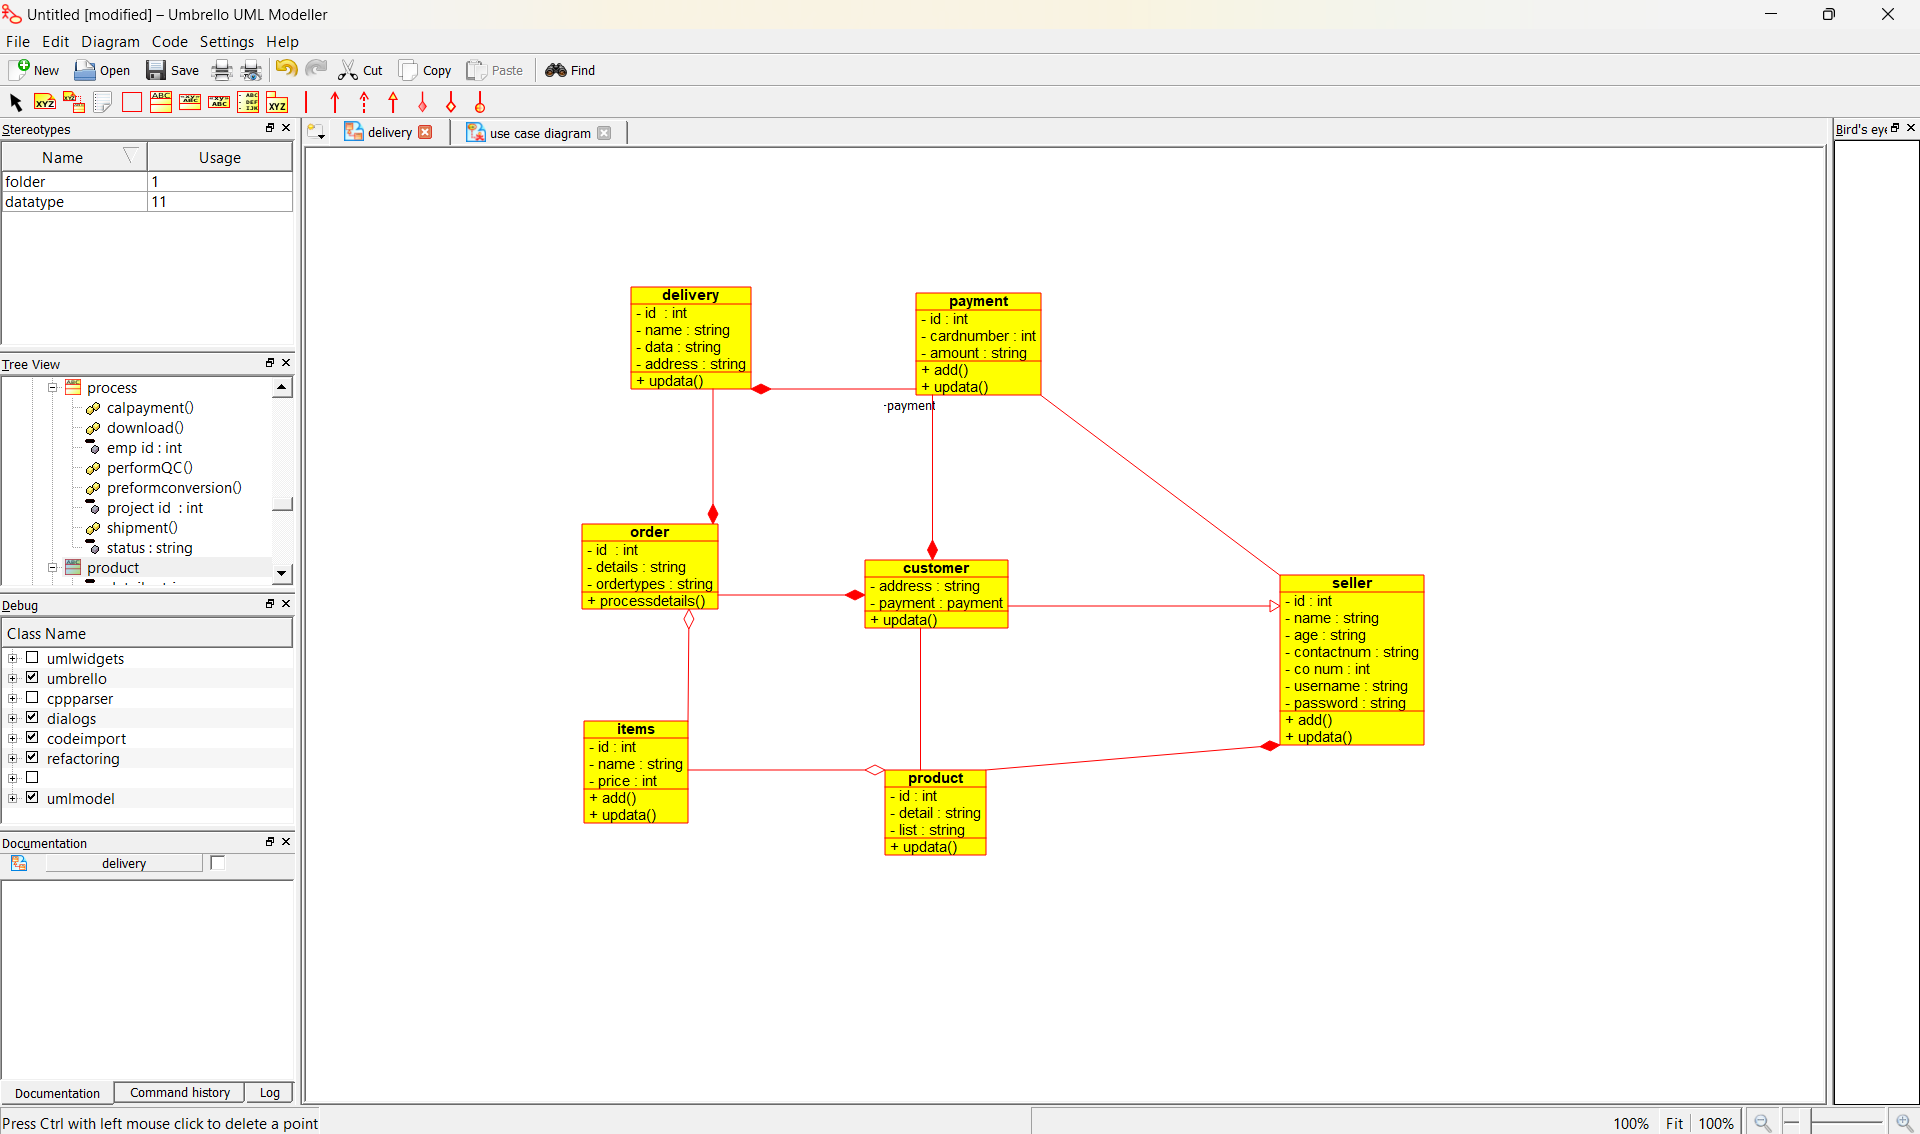 Untitled [modified] – Umbrello UML Modeller
File Edit Diagram Code Settings Help
New Open Save Cut Copy Paste Find
Stereotypes
Name Usage
folder 1
datatype 11
Tree View
process
calpayment()
download()
emp id : int
performQC()
preformconversion()
project id : int
shipment()
status : string
product
Debug
Class Name
umlwidgets
umbrello
cppparser
dialogs
codeimport
refactoring
umlmodel
Documentation
delivery
Documentation Command history Log
Press Ctrl with left mouse click to delete a point
delivery use case diagram
delivery
- id : int
- name : string
- data : string
- address : string
+ updata()
payment
- id : int
- cardnumber : int
- amount : string
+ add()
+ updata()
-payment
order
- id : int
- details : string
- ordertypes : string
+ processdetails()
customer
- address : string
- payment : payment
+ updata()
seller
- id : int
- name : string
- age : string
- contactnum : string
- co num : int
- username : string
- password : string
+ add()
+ updata()
items
- id : int
- name : string
- price : int
+ add()
+ updata()
product
- id : int
- detail : string
- list : string
+ updata()
Bird's eye
100% Fit 100%